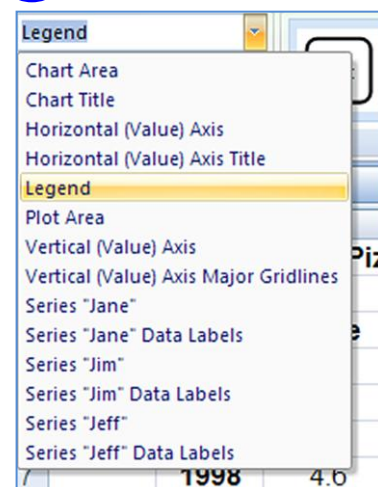 Legend
Chart Area
Chart Title
Horizontal (Value) Axis
Horizontal (Value) Axis Title
Legend
Plot Area
Vertical (Value) Axis
Vertical (Value) Axis Major Gridlines
Series "Jane"
Series "Jane" Data Labels
Series "Jim"
Series "Jim" Data Labels
Series "Jeff"
Series "Jeff" Data Labels
1998 4.6